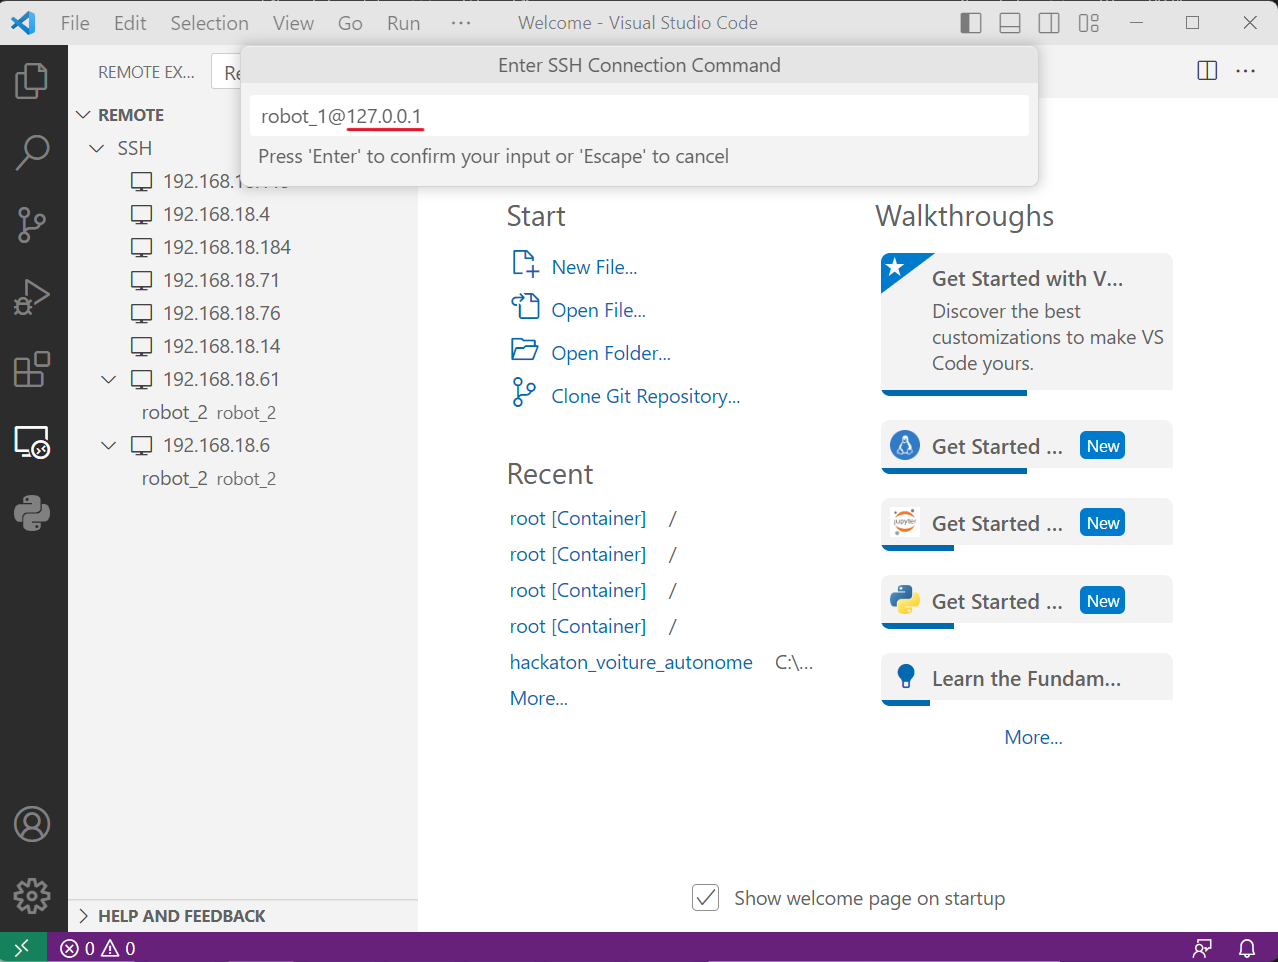 File Edit Selection View Go Run ··· Welcome - Visual Studio Code
REMOTE EX...
Enter SSH Connection Command
robot_1@127.0.0.1
Press 'Enter' to confirm your input or 'Escape' to cancel
REMOTE
SSH
192.168.18.4
192.168.18.184
192.168.18.71
192.168.18.76
192.168.18.14
192.168.18.61
robot_2 robot_2
192.168.18.6
robot_2 robot_2
HELP AND FEEDBACK
Start
New File...
Open File...
Open Folder...
Clone Git Repository...
Recent
root [Container] /
root [Container] /
root [Container] /
root [Container] /
hackaton_voiture_autonome C:\...
More...
Walkthroughs
Get Started with V...
Discover the best
customizations to make VS
Code yours.
Get Started ... New
jupyter
Get Started ... New
Get Started ... New
Learn the Fundam...
More...
Show welcome page on startup
0 0